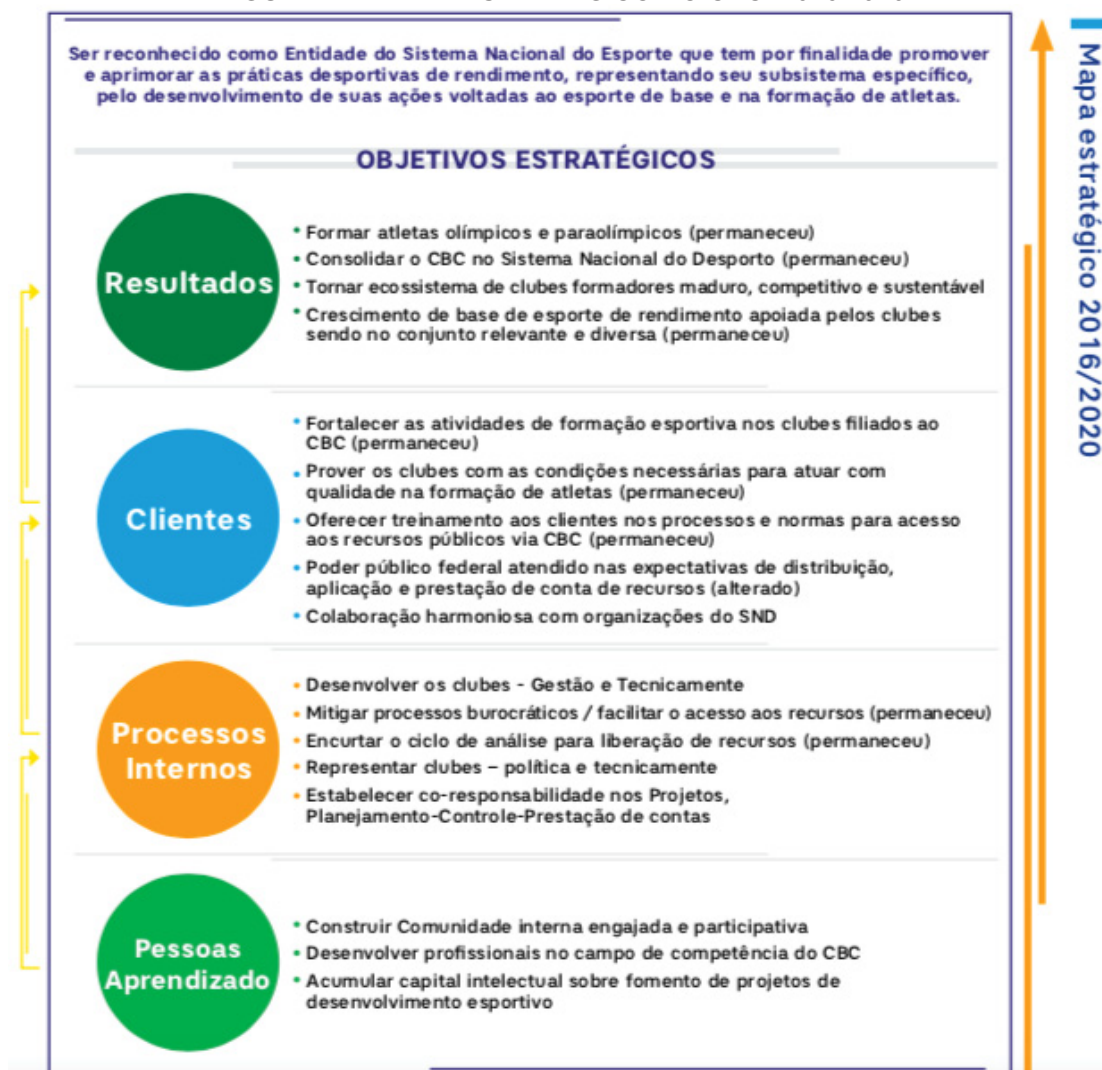 Ser reconhecido como Entidade do Sistema Nacional do Esporte que tem por finalidade promover
e aprimorar as práticas desportivas de rendimento, representando seu subsistema específico,
pelo desenvolvimento de suas ações voltadas ao esporte de base e na formação de atletas.
OBJETIVOS ESTRATÉGICOS
Resultados
• Formar atletas olímpicos e paraolímpicos (permaneceu)
• Consolidar o CBC no Sistema Nacional do Desporto (permaneceu)
• Tornar ecossistema de clubes formadores maduro, competitivo e sustentável
• Crescimento de base de esporte de rendimento apoiada pelos clubes
sendo no conjunto relevante e diversa (permaneceu)
Clientes
• Fortalecer as atividades de formação esportiva nos clubes filiados ao
CBC (permaneceu)
• Prover os clubes com as condições necessárias para atuar com
qualidade na formação de atletas (permaneceu)
• Oferecer treinamento aos clientes nos processos e normas para acesso
aos recursos públicos via CBC (permaneceu)
• Poder público federal atendido nas expectativas de distribuição,
aplicação e prestação de conta de recursos (alterado)
• Colaboração harmoniosa com organizações do SND
Processos
Internos
• Desenvolver os clubes - Gestão e Tecnicamente
• Mitigar processos burocráticos / facilitar o acesso aos recursos (permaneceu)
• Encurtar o ciclo de análise para liberação de recursos (permaneceu)
• Representar clubes – política e tecnicamente
• Estabelecer co-responsabilidade nos Projetos,
Planejamento-Controle-Prestação de contas
Pessoas
Aprendizado
• Construir Comunidade interna engajada e participativa
• Desenvolver profissionais no campo de competência do CBC
• Acumular capital intelectual sobre fomento de projetos de
desenvolvimento esportivo
Mapa estratégico 2016/2020